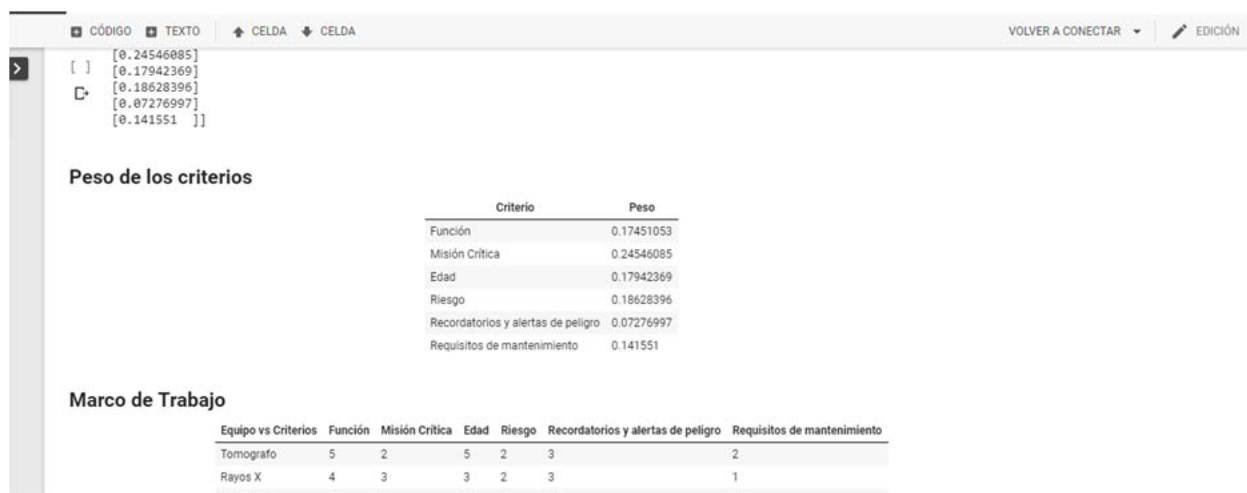 CÓDIGO TEXTO CELDA CELDA VOLVER A CONECTAR EDICIÓN
[0.24546085]
[ ] [0.17942369]
[0.18628396]
[0.07276997]
[0.141551 ]]
Peso de los criterios
Criterio Peso
Función 0.17451053
Misión Crítica 0.24546085
Edad 0.17942369
Riesgo 0.18628396
Recordatorios y alertas de peligro 0.07276997
Requisitos de mantenimiento 0.141551
Marco de Trabajo
Equipo vs Criterios Función Misión Crítica Edad Riesgo Recordatorios y alertas de peligro Requisitos de mantenimiento
Tomografo 5 2 5 2 3 2
Rayos X 4 3 3 2 3 1